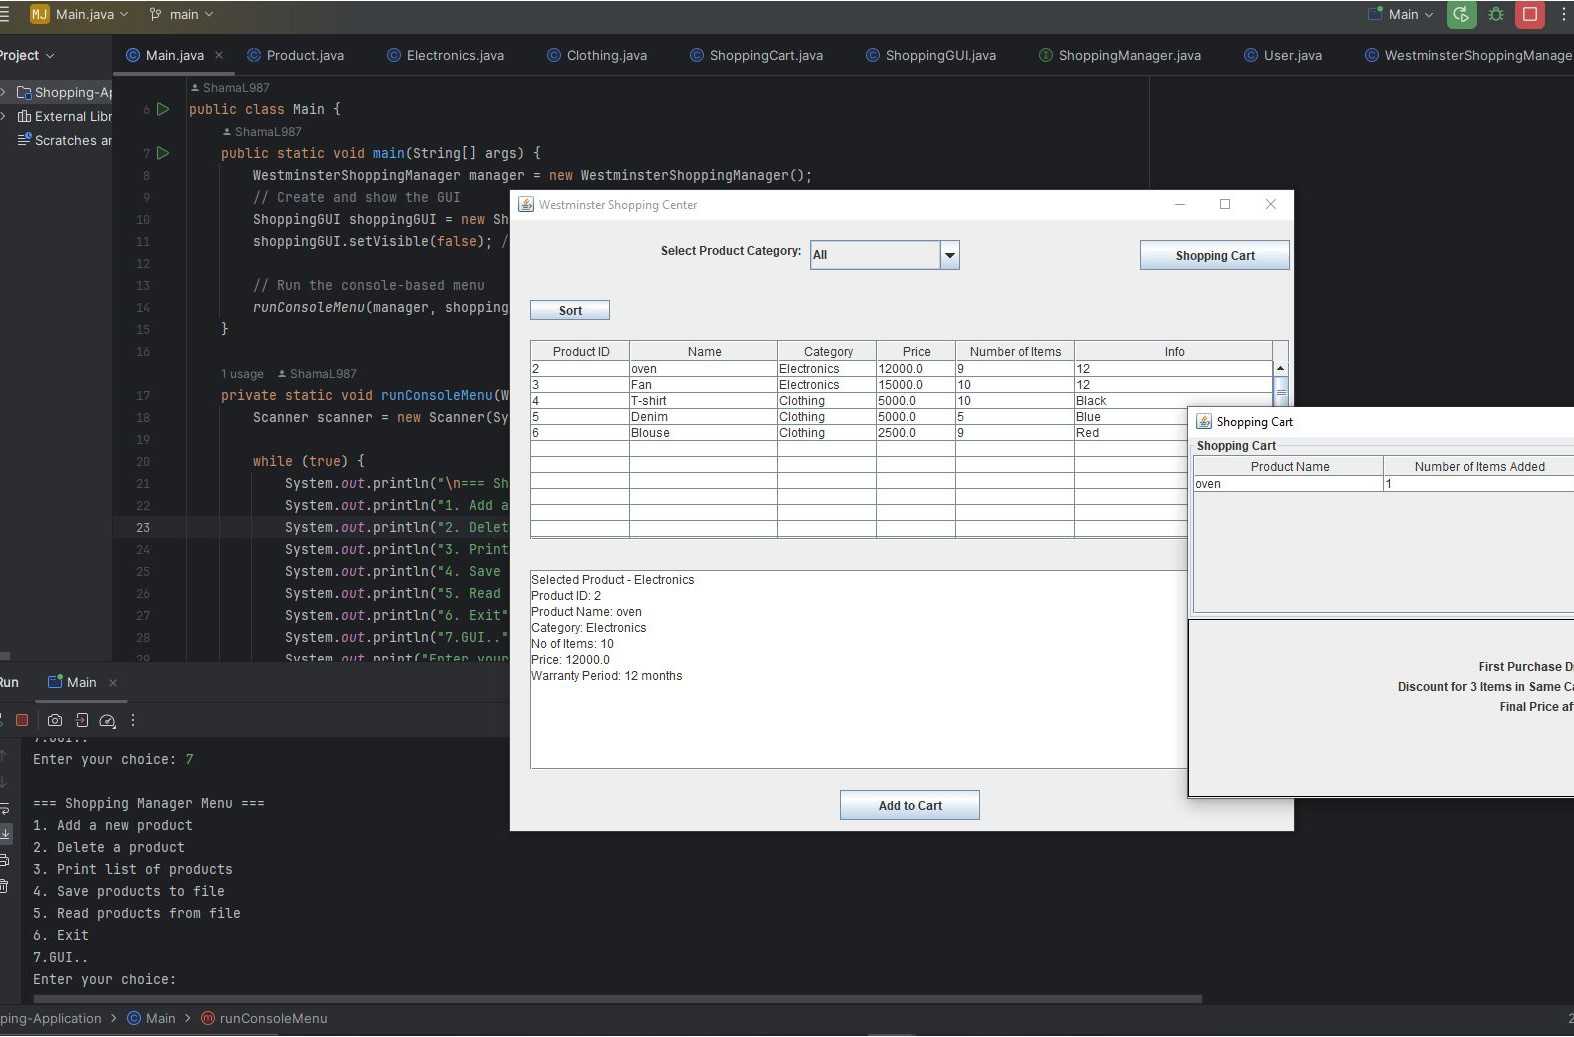 MJ Main.java main Main
Project Main.java Product.java Electronics.java Clothing.java ShoppingCart.java ShoppingGUI.java ShoppingManager.java User.java WestminsterShoppingManage
Shopping-Ap
External Libr
Scratches ar
ShamaL987
6 public class Main {
ShamaL987
7 public static void main(String[] args) {
8 WestminsterShoppingManager manager = new WestminsterShoppingManager();
9 // Create and show the GUI
10 ShoppingGUI shoppingGUI = new Sh
11 shoppingGUI.setVisible(false); /
12
13 // Run the console-based menu
14 runConsoleMenu(manager, shopping
15 }
16
1 usage ShamaL987
17 private static void runConsoleMenu(W
18 Scanner scanner = new Scanner(Sy
19
20 while (true) {
21 System.out.println("\n=== Sh
22 System.out.println("1. Add a
23 System.out.println("2. Delet
24 System.out.println("3. Print
25 System.out.println("4. Save
26 System.out.println("5. Read
27 System.out.println("6. Exit"
28 System.out.println("7.GUI.."
29 System.out.print("Enter your
Westminster Shopping Center
Select Product Category: All Shopping Cart
Sort
Product ID Name Category Price Number of Items Info
2 oven Electronics 12000.0 9 12
3 Fan Electronics 15000.0 10 12
4 T-shirt Clothing 5000.0 10 Black
5 Denim Clothing 5000.0 5 Blue
6 Blouse Clothing 2500.0 9 Red
Selected Product - Electronics
Product ID: 2
Product Name: oven
Category: Electronics
No of Items: 10
Price: 12000.0
Warranty Period: 12 months
Add to Cart
Shopping Cart
Shopping Cart
Product Name Number of Items Added
oven 1
First Purchase Di
Discount for 3 Items in Same Ca
Final Price af
Run Main
7.GUI..
Enter your choice: 7
=== Shopping Manager Menu ===
1. Add a new product
2. Delete a product
3. Print list of products
4. Save products to file
5. Read products from file
6. Exit
7.GUI..
Enter your choice:
ping-Application Main runConsoleMenu
2